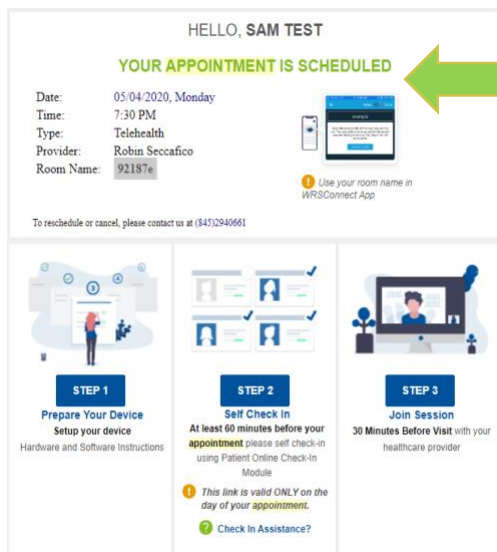 HELLO, SAM TEST
YOUR APPOINTMENT IS SCHEDULED
Date: 05/04/2020, Monday
Time: 7:30 PM
Type: Telehealth
Provider: Robin Seccafico
Room Name: 92187e
Use your room name in
WRSConnect App
To reschedule or cancel, please contact us at (845)2940661
STEP 1
Prepare Your Device
Setup your device
Hardware and Software Instructions
STEP 2
Self Check In
At least 60 minutes before your
appointment please self check-in
using Patient Online Check-In
Module
This link is valid ONLY on the
day of your appointment.
Check In Assistance?
STEP 3
Join Session
30 Minutes Before Visit with your
healthcare provider